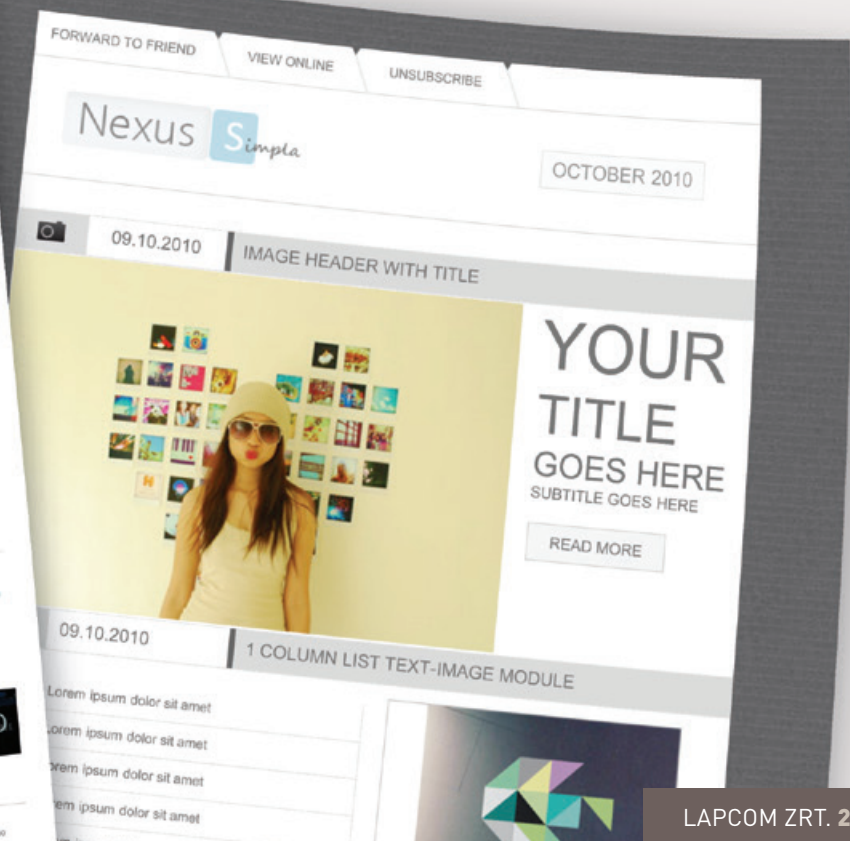 FORWARD TO FRIEND
VIEW ONLINE
UNSUBSCRIBE
Nexus Simpla
OCTOBER 2010
09.10.2010
IMAGE HEADER WITH TITLE
YOUR
TITLE
GOES HERE
SUBTITLE GOES HERE
READ MORE
09.10.2010
1 COLUMN LIST TEXT-IMAGE MODULE
Lorem ipsum dolor sit amet
Lorem ipsum dolor sit amet
orem ipsum dolor sit amet
em ipsum dolor sit amet
LAPCOM ZRT. 2